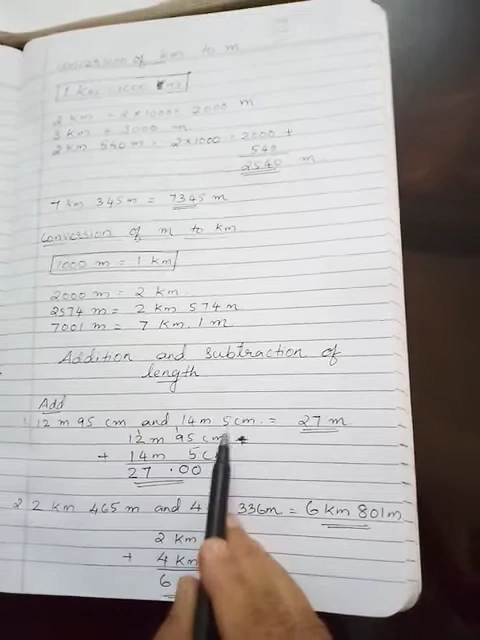 Conversion of km to m
1 km = 1000 m
2 km = 2 × 1000 = 2000 m
3 km = 3000 m
2 km 540 m = 2 × 1000 = 2000 +
540
2540 m
7 km 345 m = 7345 m
Conversion of m to km
1000 m = 1 km
2000 m = 2 km
2574 m = 2 km 574 m
7001 m = 7 km. 1 m
Addition and subtraction of
length
Add
1 12 m 95 cm and 14 m 5 cm = 27 m
12 m 95 cm +
+ 14 m 5 c
27 . 00
2 2 km 465 m and 4 336m = 6 km 801 m
2 km
+ 4 km
6